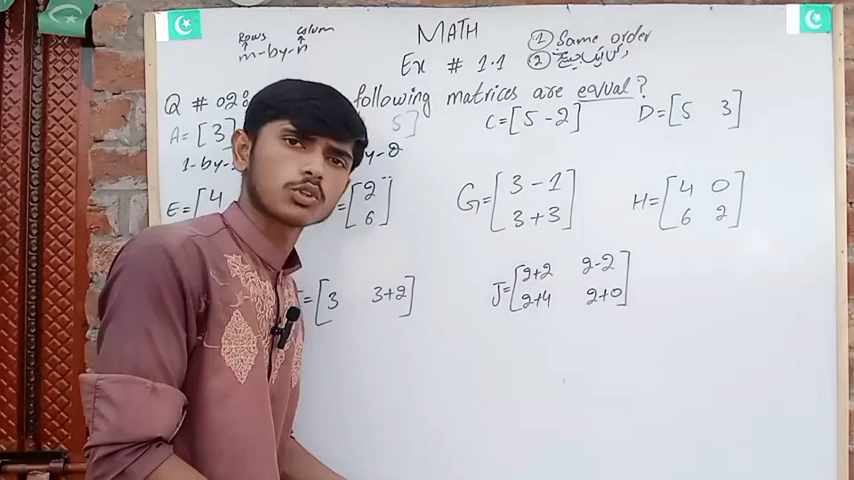 MATH
Rows column
m-by-n
① Same order
②
Ex # 1.1
Q # 02: following matrices are equal?
A= [3] 5] C=[5-2] D=[5 3]
1-by- y-2
E=[4 =[2 6] G=[3-1 3+3] H=[4 0 6 2]
=[3 3+2] J=[2+2 2-2 2+4 2+0]